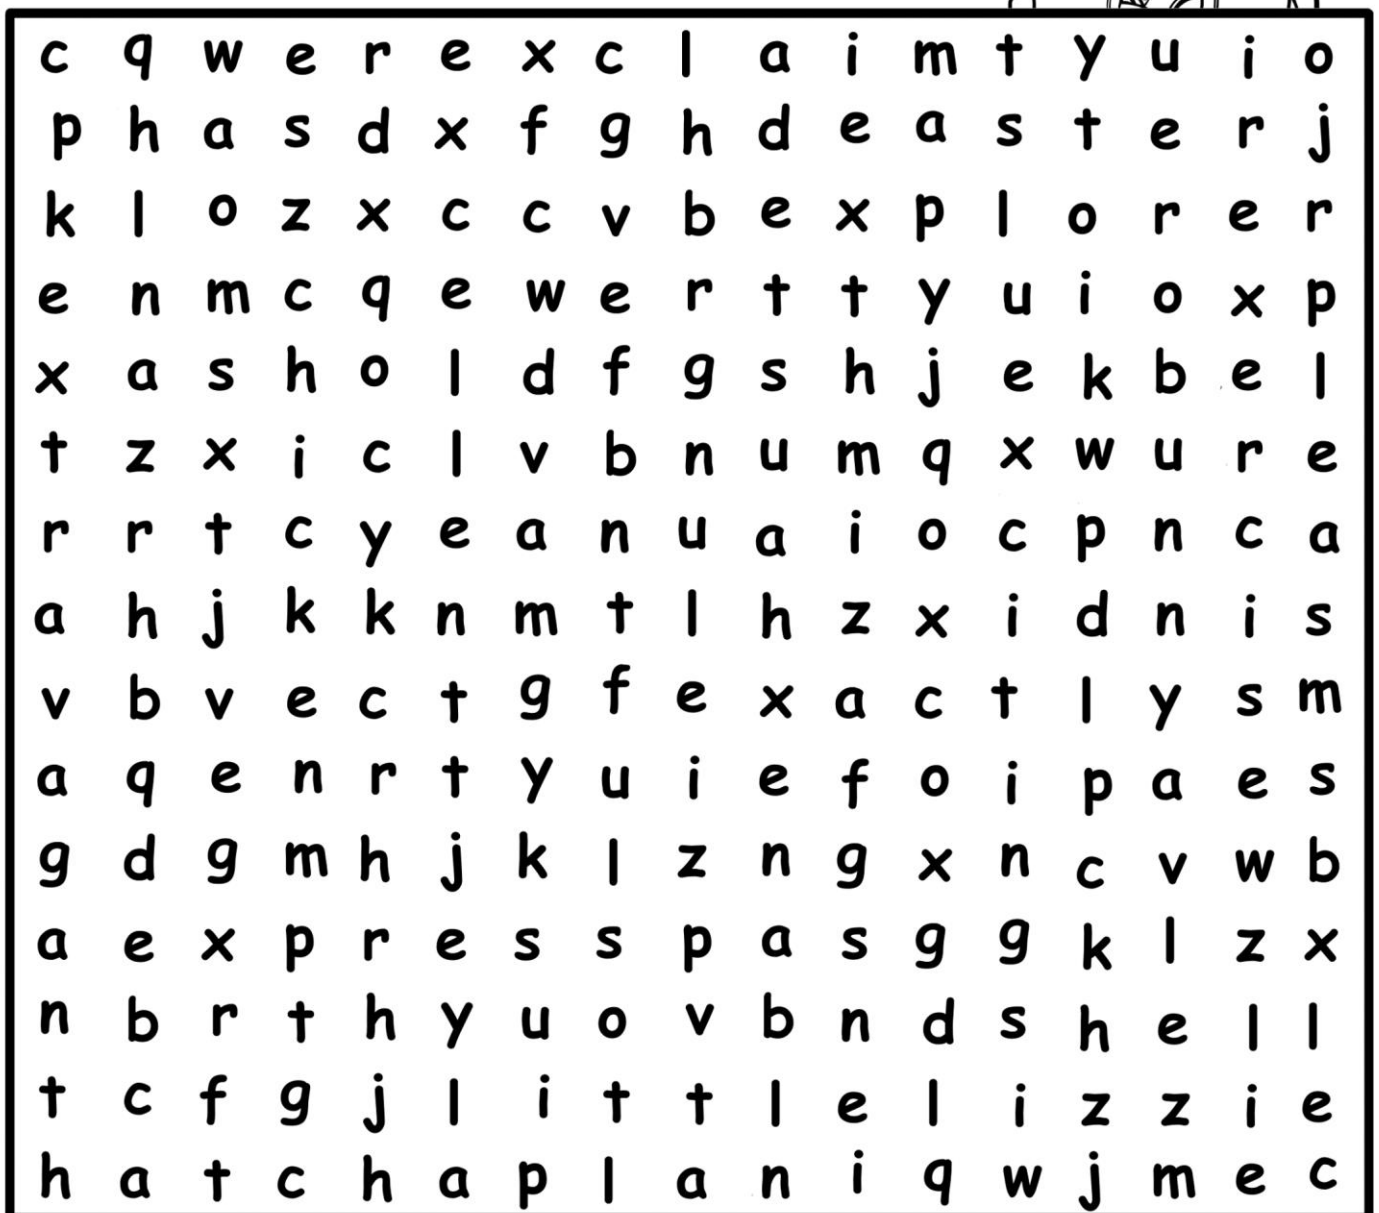 c q w e r e x c l a i m t y u i o
p h a s d x f g h d e a s t e r j
k l o z x c c v b e x p l o r e r
e n m c q e w e r t t y u i o x p
x a s h o l d f g s h j e k b e l
t z x i c l v b n u m q x w u r e
r r t c y e a n u a i o c p n c a
a h j k k n m t l h z x i d n i s
v b v e c t g f e x a c t l y s m
a q e n r t y u i e f o i p a e s
g d g m h j k l z n g x n c v w b
a e x p r e s s p a s g g k l z x
n b r t h y u o v b n d s h e l l
t c f g j l i t t l e l i z z i e
h a t c h a p l a n i q w j m e c